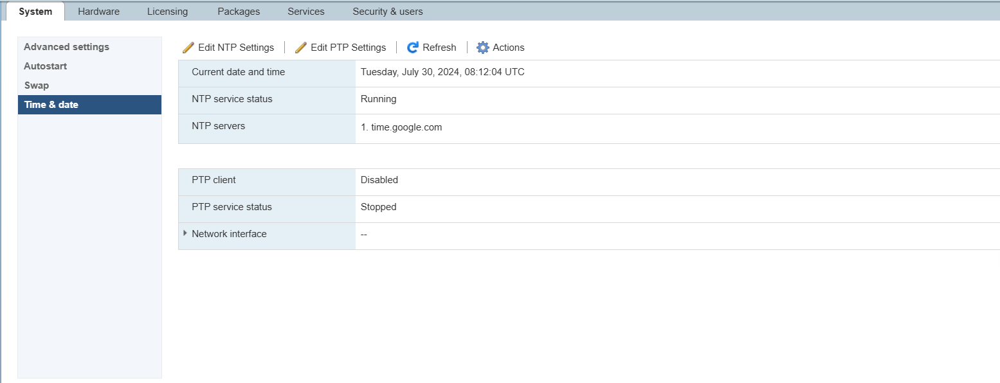 System Hardware Licensing Packages Services Security & users
Advanced settings
Autostart
Swap
Time & date
Edit NTP Settings Edit PTP Settings Refresh Actions
Current date and time Tuesday, July 30, 2024, 08:12:04 UTC
NTP service status Running
NTP servers 1. time.google.com
PTP client Disabled
PTP service status Stopped
Network interface --